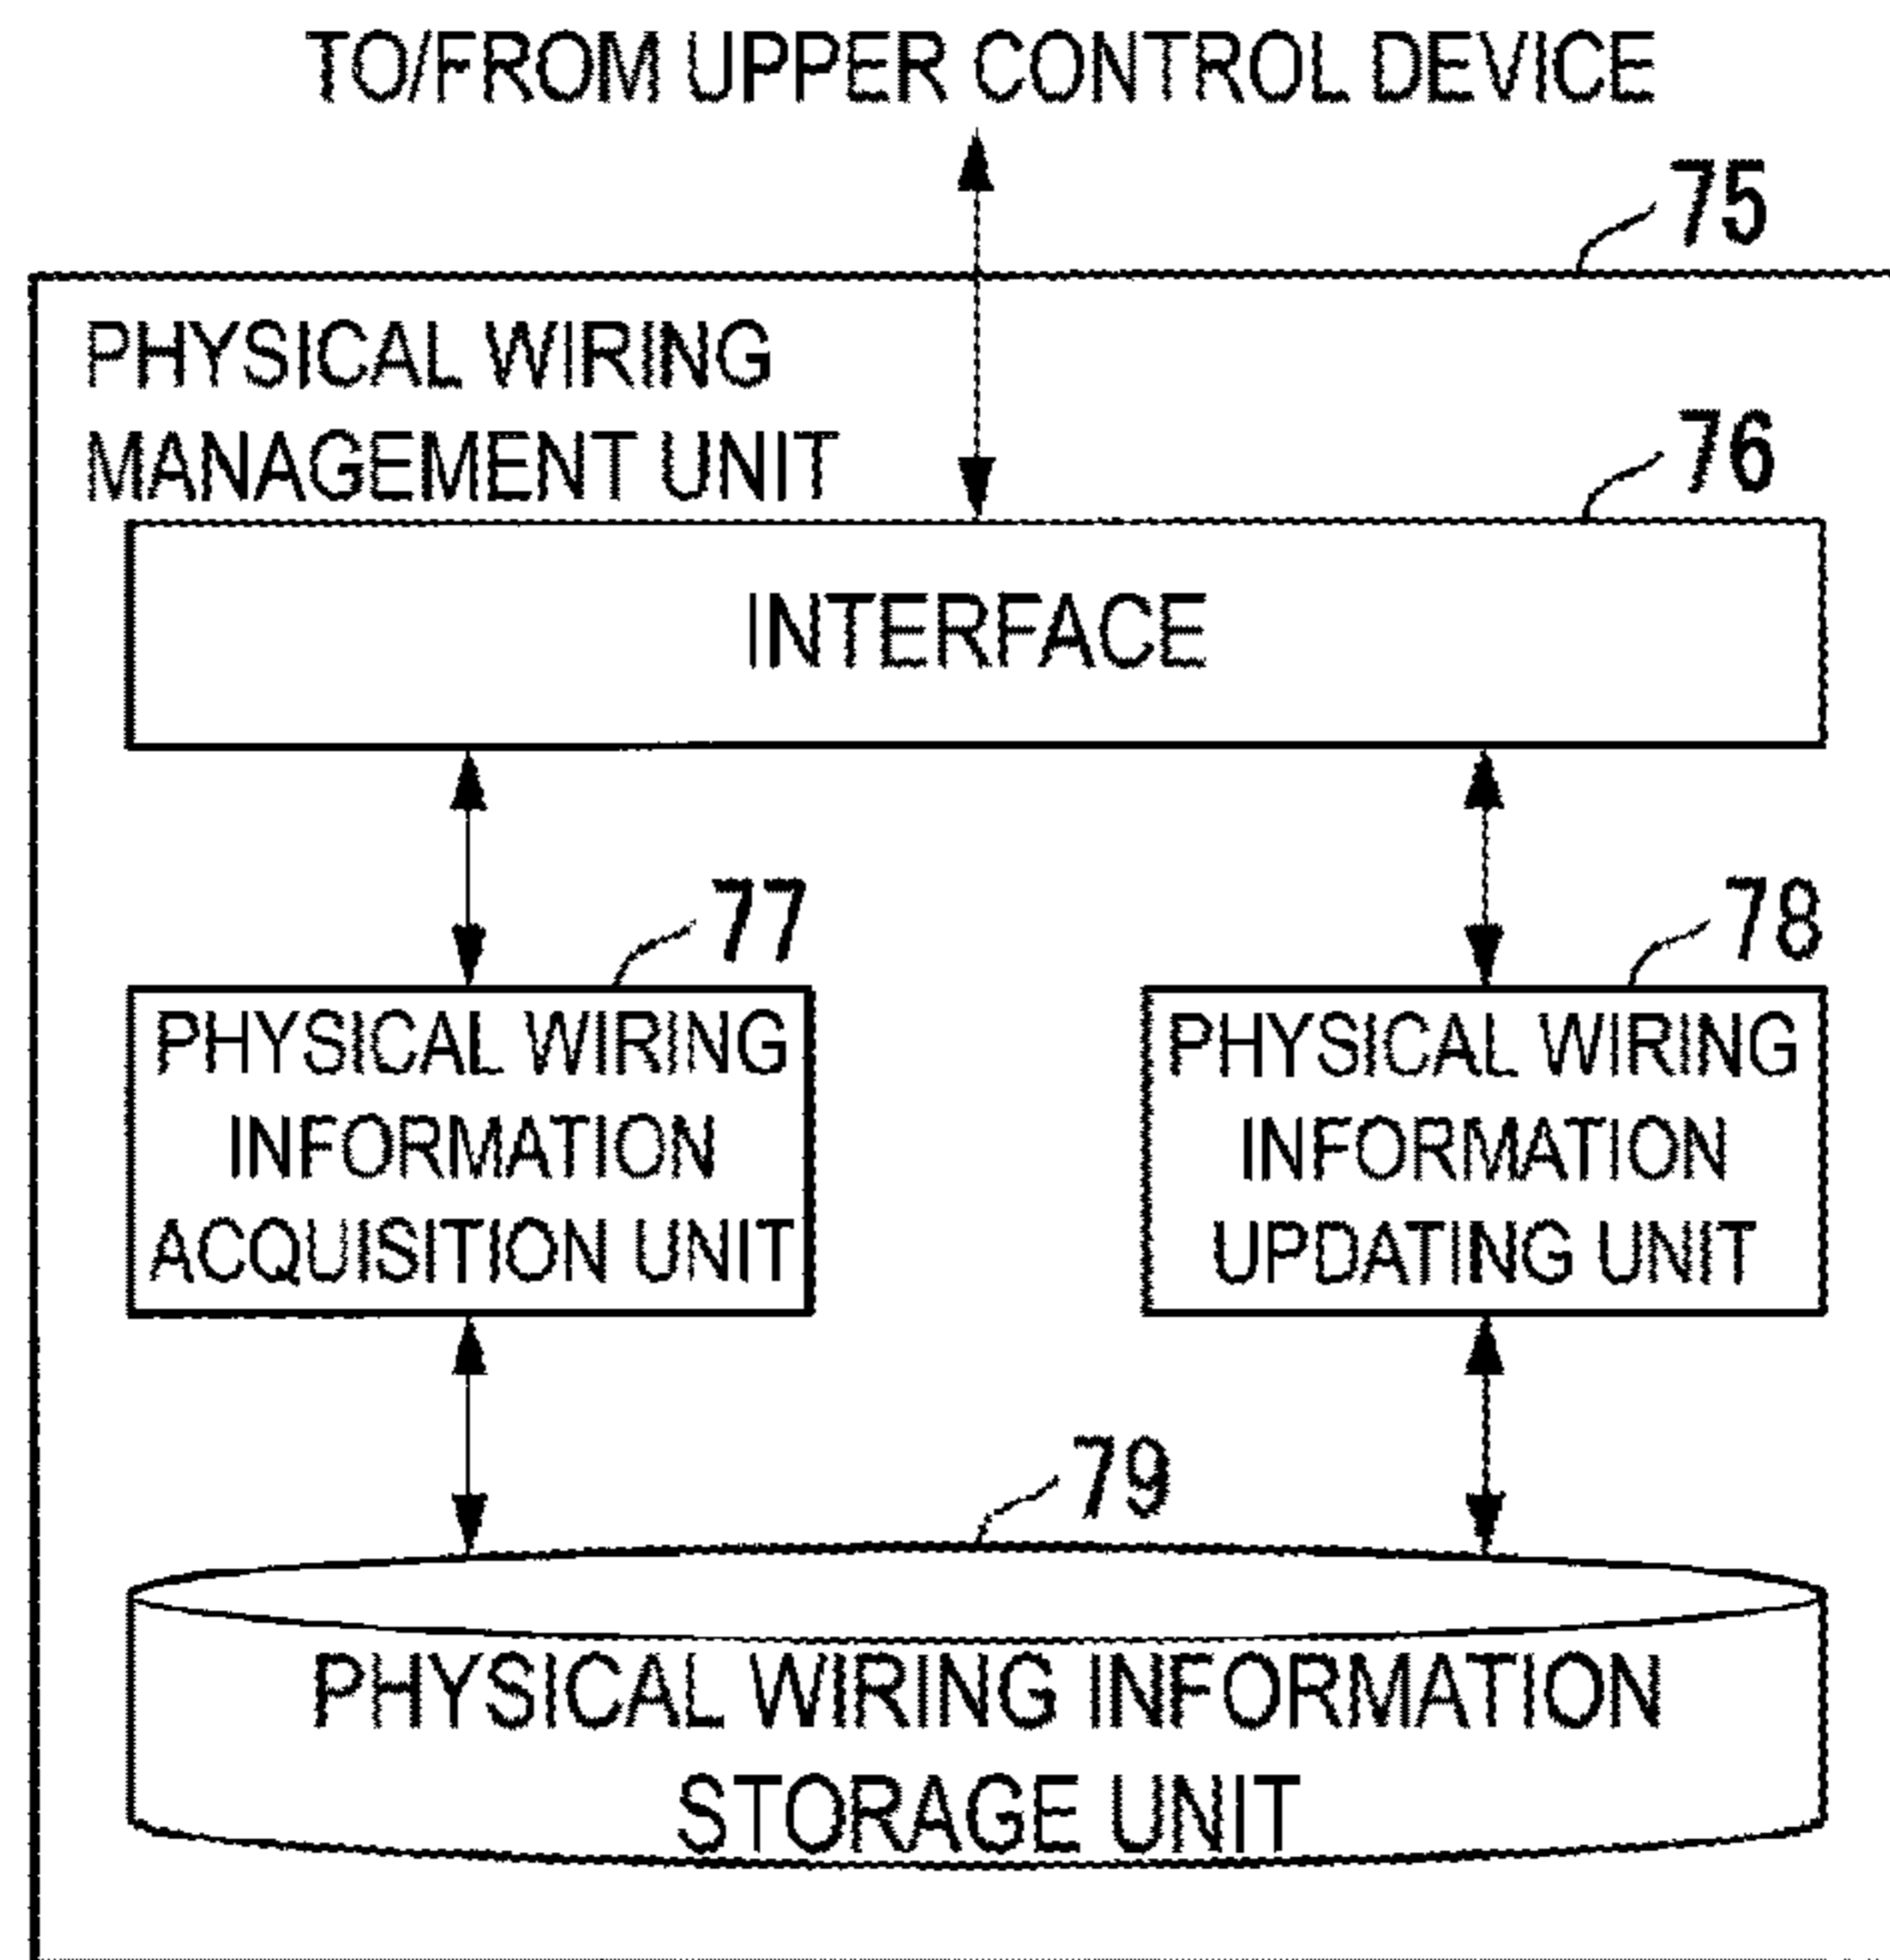 TO/FROM UPPER CONTROL DEVICE
75
PHYSICAL WIRING
MANAGEMENT UNIT
76
INTERFACE
77
78
PHYSICAL WIRING
INFORMATION
ACQUISITION UNIT
PHYSICAL WIRING
INFORMATION
UPDATING UNIT
79
PHYSICAL WIRING INFORMATION
STORAGE UNIT